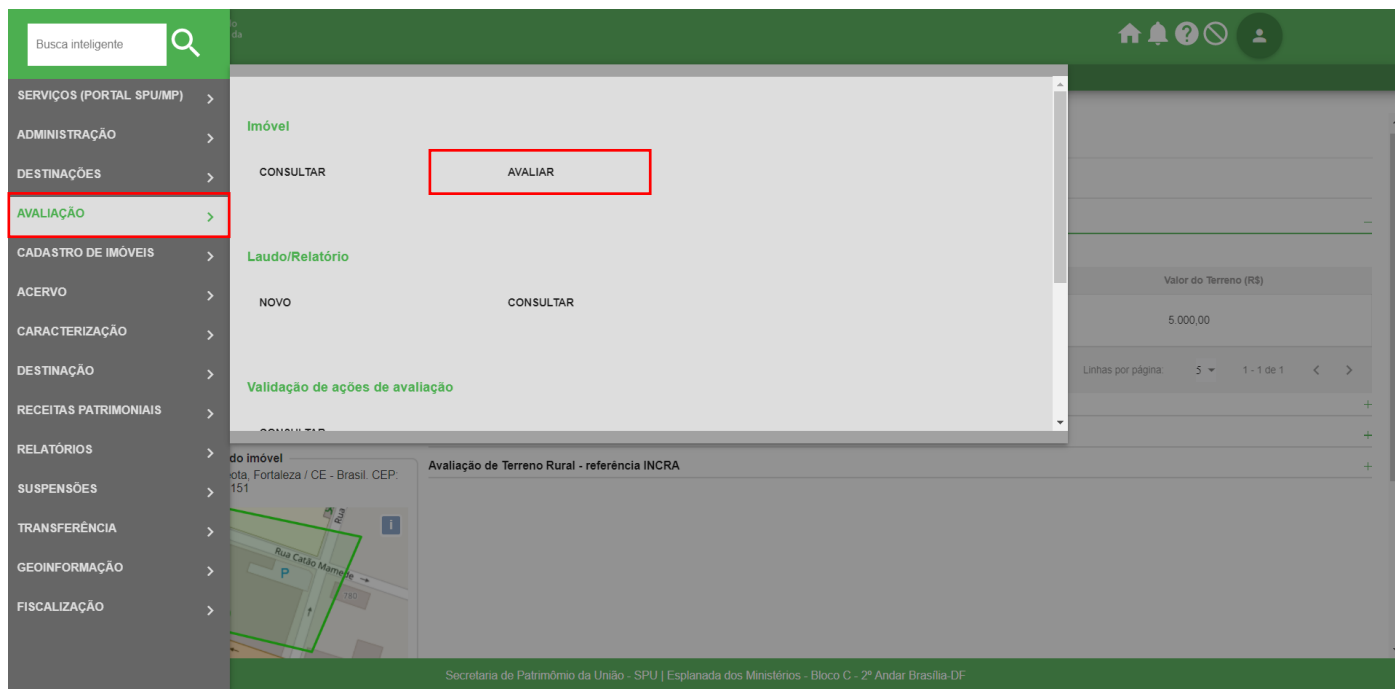 Busca inteligente
SERVIÇOS (PORTAL SPU/MP)
ADMINISTRAÇÃO
DESTINAÇÕES
AVALIAÇÃO
CADASTRO DE IMÓVEIS
ACERVO
CARACTERIZAÇÃO
DESTINAÇÃO
RECEITAS PATRIMONIAIS
RELATÓRIOS
SUSPENSÕES
TRANSFERÊNCIA
GEOINFORMAÇÃO
FISCALIZAÇÃO
Imóvel
CONSULTAR AVALIAR
Laudo/Relatório
NOVO CONSULTAR
Validação de ações de avaliação
CONSULTAR
Valor do Terreno (R$)
5.000,00
Linhas por página: 5 1 - 1 de 1
do imóvel
ota, Fortaleza / CE - Brasil. CEP:
151
Avaliação de Terreno Rural - referência INCRA
i
Rua
Rua Catão Mamede
P
780
Secretaria de Patrimômio da União - SPU | Esplanada dos Ministérios - Bloco C - 2º Andar Brasília-DF